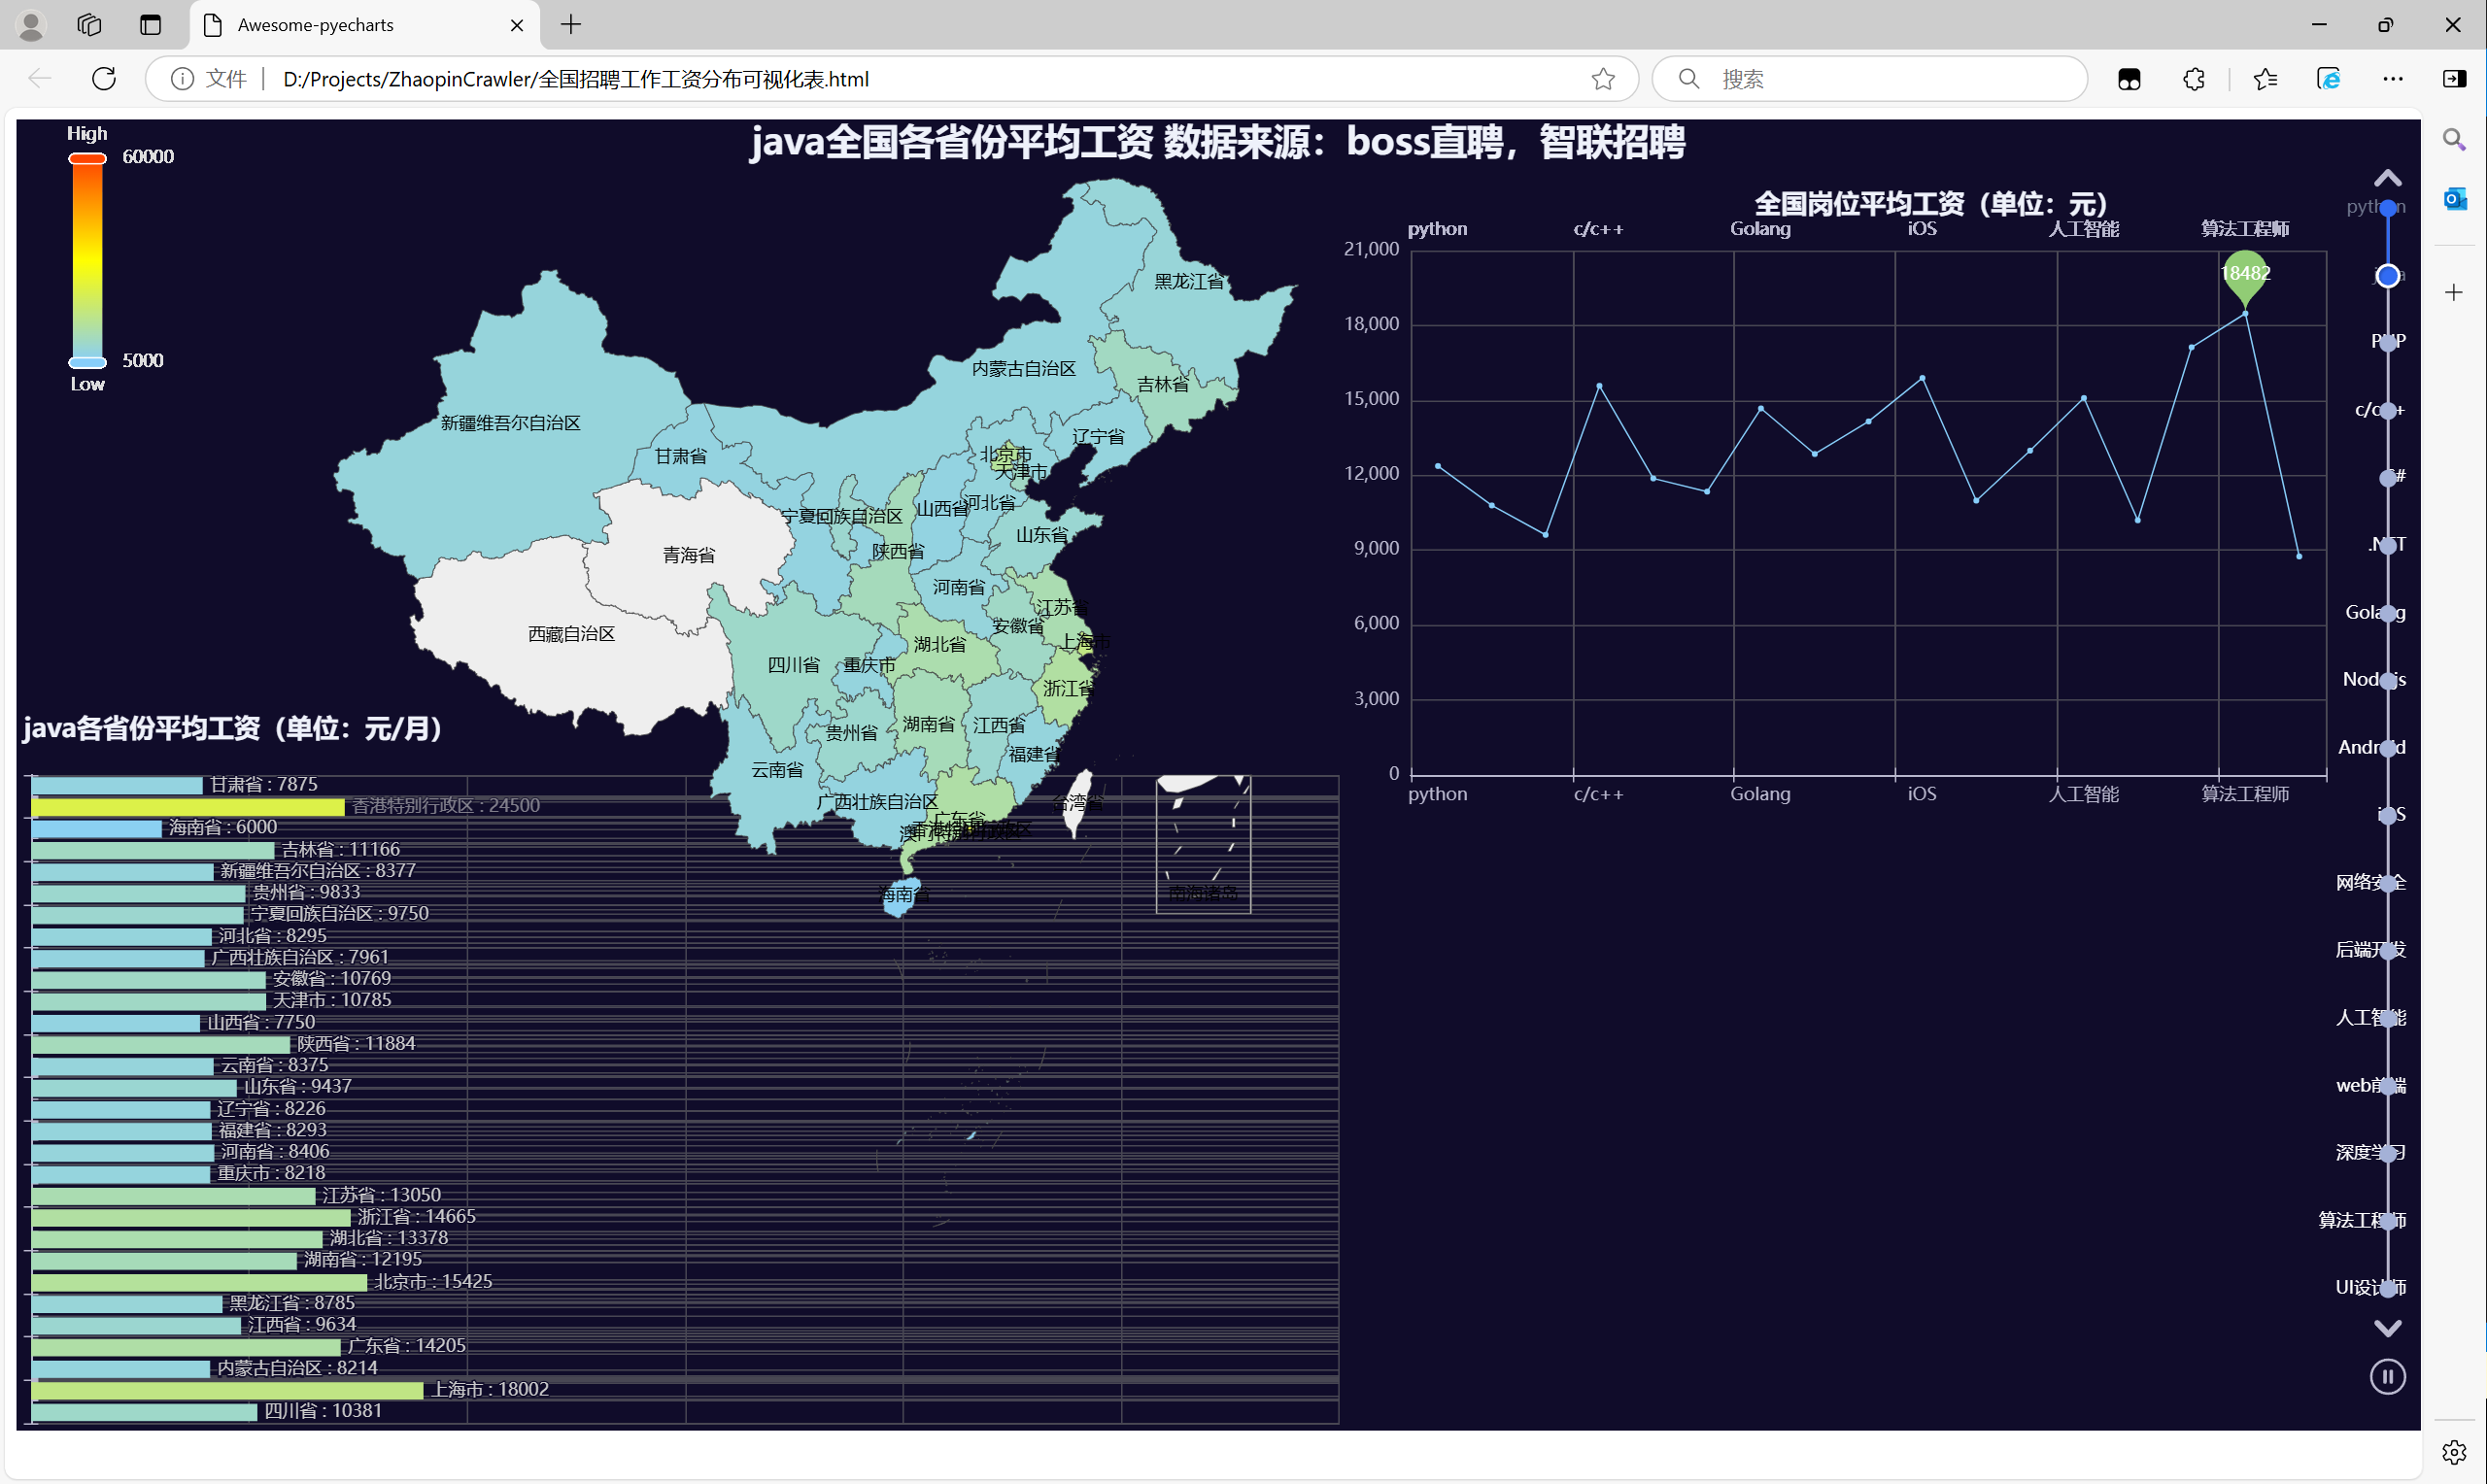 Awesome-pyecharts
文件
D:/Projects/ZhaopinCrawler/全国招聘工作工资分布可视化表.html
搜索
java全国各省份平均工资 数据来源：boss直聘，智联招聘
High
60000
5000
Low
黑龙江省
内蒙古自治区
吉林省
新疆维吾尔自治区
辽宁省
甘肃省
北京市
天津市
山西省
河北省
宁夏回族自治区
山东省
陕西省
青海省
河南省
江苏省
安徽省
西藏自治区
上海市
湖北省
四川省
重庆市
浙江省
湖南省
江西省
贵州省
福建省
云南省
广西壮族自治区
台湾省
广东省
海南省
南海诸岛
全国岗位平均工资（单位：元）
python
c/c++
Golang
iOS
人工智能
算法工程师
21,000
18,000
15,000
12,000
9,000
6,000
3,000
0
18482
python
c/c++
Golang
iOS
人工智能
算法工程师
java各省份平均工资（单位：元/月）
甘肃省 : 7875
香港特别行政区 : 24500
海南省 : 6000
吉林省 : 11166
新疆维吾尔自治区 : 8377
贵州省 : 9833
宁夏回族自治区 : 9750
河北省 : 8295
广西壮族自治区 : 7961
安徽省 : 10769
天津市 : 10785
山西省 : 7750
陕西省 : 11884
云南省 : 8375
山东省 : 9437
辽宁省 : 8226
福建省 : 8293
河南省 : 8406
重庆市 : 8218
江苏省 : 13050
浙江省 : 14665
湖北省 : 13378
湖南省 : 12195
北京市 : 15425
黑龙江省 : 8785
江西省 : 9634
广东省 : 14205
内蒙古自治区 : 8214
上海市 : 18002
四川省 : 10381
python
java
PHP
c/c++
C#
.NET
Golang
Node.js
Android
iOS
网络安全
后端开发
人工智能
web前端
深度学习
算法工程师
UI设计师